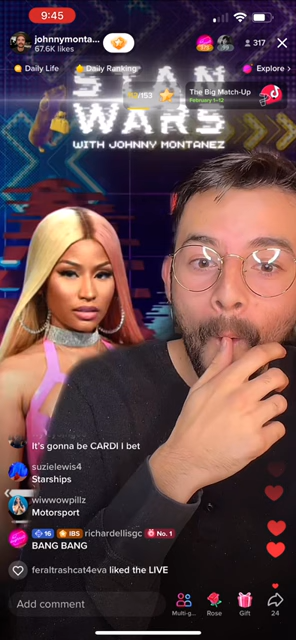 9:45
johnnymonta...
67.6K likes
317
Daily Life
Daily Ranking
Explore >
STAN
/153
The Big Match-Up
February 1–12
WARS
WITH JOHNNY MONTANEZ
It's gonna be CARDI I bet
suzielewis4
Starships
wiwwowpillz
Motorsport
16 IBS richardellisgc No. 1
BANG BANG
feraltrashcat4eva liked the LIVE
Add comment
Multi-g...
Rose
Gift
24